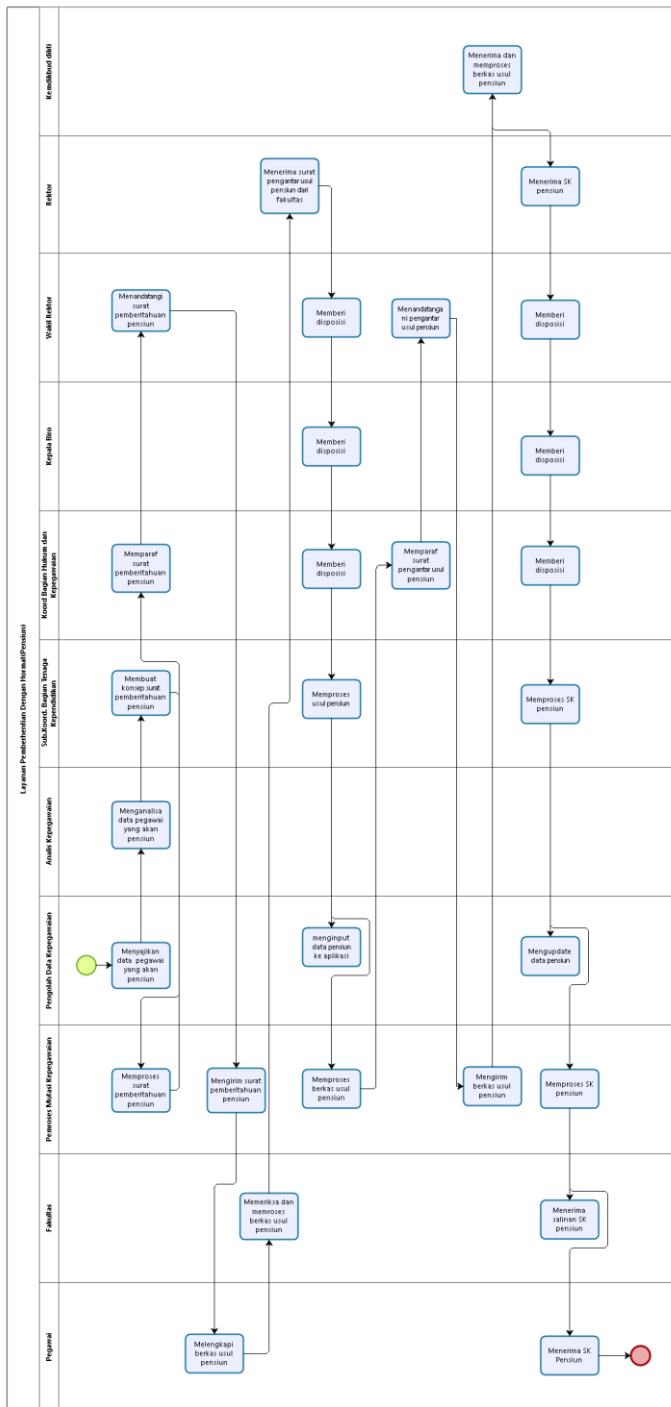 Layanan Pemberhentian Dengan Hormat(Pensiun)
Kemdikbud dikti
Menerima dan
memproses
berkas usul
pensiun
Rektor
Menerima surat
pengantar usul
pensiun dari
fakultas
Menerima SK
pensiun
Wakil Rektor
Menandatangi
surat
pemberitahuan
pensiun
Memberi
disposisi
Menandatanga
ni pengantar
usul pensiun
Memberi
disposisi
Kepala Biro
Memberi
disposisi
Memberi
disposisi
Koord Bagian Hukum dan
Kepegawaian
Memparaf
surat
pemberitahuan
pensiun
Memberi
disposisi
Memparaf
surat
pengantar usul
pensiun
Memberi
disposisi
Sub.Koord. Bagian Tenaga
Kependidikan
Membuat
konsep surat
pemberitahuan
pensiun
Memproses
usul pensiun
Memproses SK
pensiun
Analis Kepegawaian
Menganalisa
data pegawai
yang akan
pensiun
Pengolah Data Kepegawaian
Menyajikan
data pegawai
yang akan
pensiun
menginput
data pensiun
ke aplikasi
Mengupdate
data pensiun
Pemroses Mutasi Kepegawaian
Memproses
surat
pemberitahuan
pensiun
Mengirim surat
pemberitahuan
pensiun
Memproses
berkas usul
pensiun
Mengirim
berkas usul
pensiun
Memproses SK
pensiun
Fakultas
Memeriksa dan
memroses
berkas usul
pensiun
Menerima
salinan SK
pensiun
Pegawai
Melengkapi
berkas usul
pensiun
Menerima SK
Pensiun